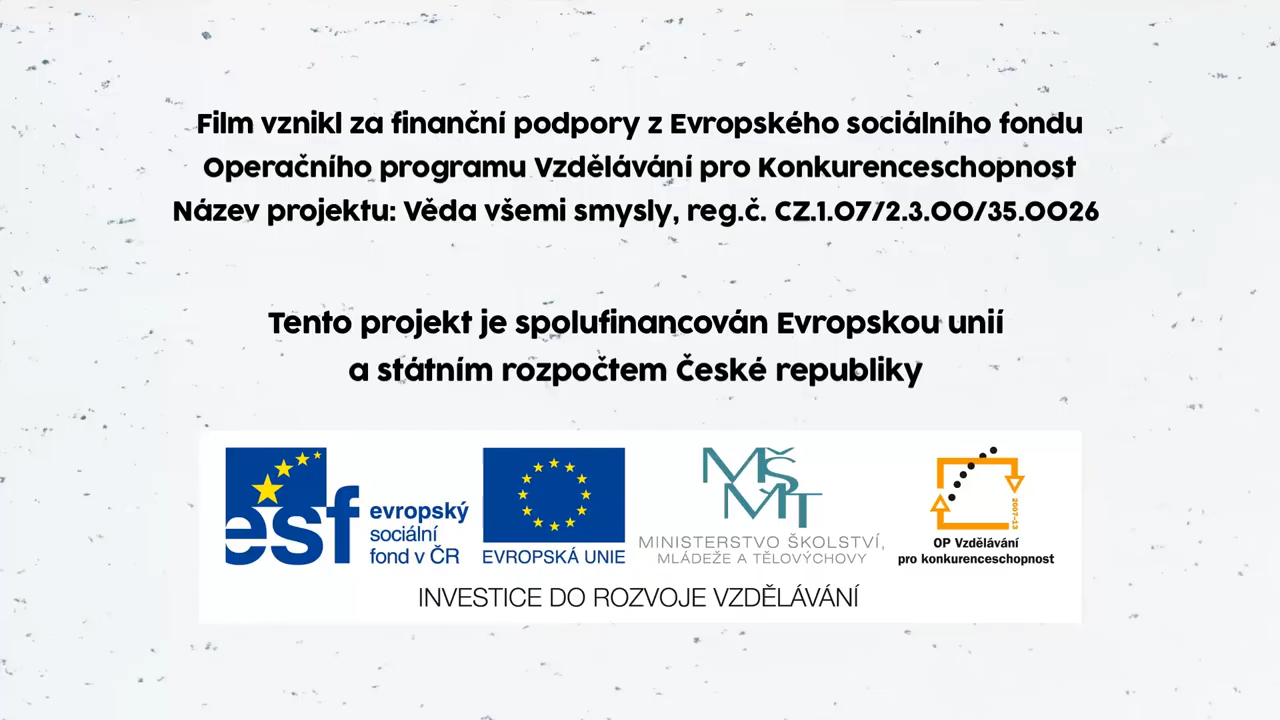 Film vznikl za finanční podpory z Evropského sociálního fondu
Operačního programu Vzdělávání pro Konkurenceschopnost
Název projektu: Věda všemi smysly, reg.č. CZ.1.07/2.3.00/35.0026
Tento projekt je spolufinancován Evropskou unií
a státním rozpočtem České republiky
esf
evropský
sociální
fond v ČR
EVROPSKÁ UNIE
MŠMT
MINISTERSTVO ŠKOLSTVÍ,
MLÁDEŽE A TĚLOVÝCHOVY
2007-13
OP Vzdělávání
pro konkurenceschopnost
INVESTICE DO ROZVOJE VZDĚLÁVÁNÍ